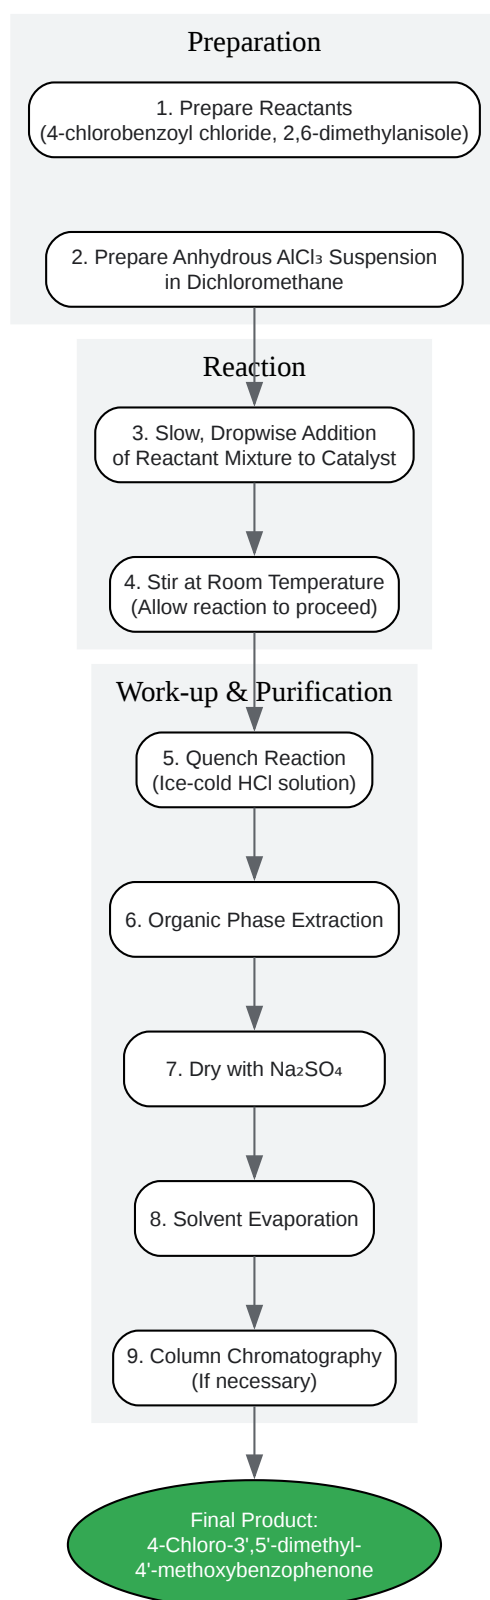 Preparation
1. Prepare Reactants
(4-chlorobenzoyl chloride, 2,6-dimethylanisole)
2. Prepare Anhydrous AlCl₃ Suspension
in Dichloromethane
Reaction
3. Slow, Dropwise Addition
of Reactant Mixture to Catalyst
4. Stir at Room Temperature
(Allow reaction to proceed)
Work-up & Purification
5. Quench Reaction
(Ice-cold HCl solution)
6. Organic Phase Extraction
7. Dry with Na₂SO₄
8. Solvent Evaporation
9. Column Chromatography
(If necessary)
Final Product:
4-Chloro-3',5'-dimethyl-
4'-methoxybenzophenone